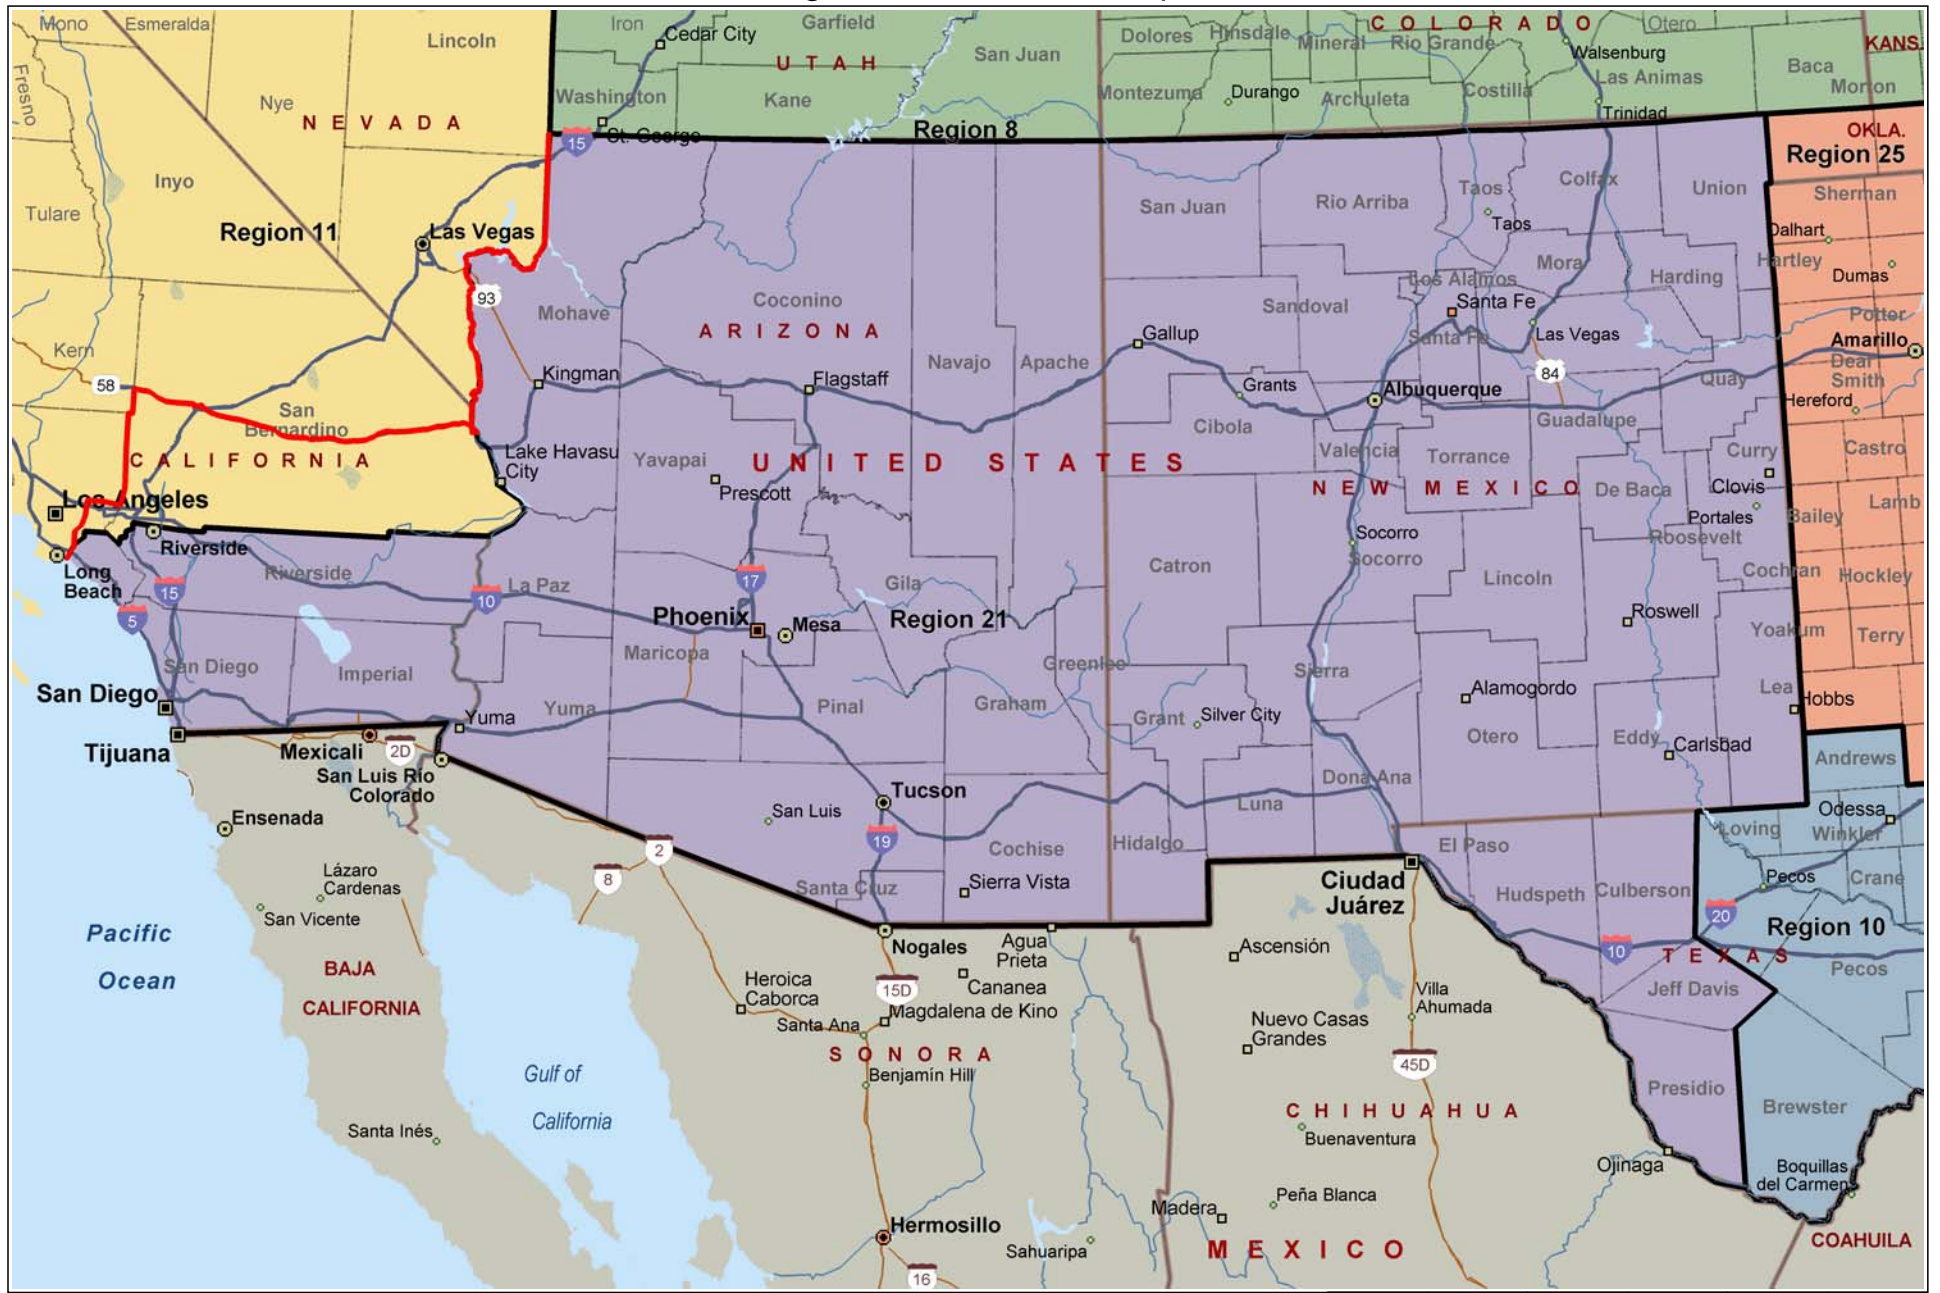 Mono
Esmeralda
Lincoln
Iron
Cedar City
Garfield
UTAH
San Juan
Dolores
Hinsdale
Mineral
COLORADO
Rio Grande
Otero
Walsenburg
KANS.
Fresno
Nye
NEVADA
Washington
Kane
Montezuma
Durango
Archuleta
Costilla
Las Animas
Baca
Morton
Trinidad
15
St. George
Region 8
OKLA.
Region 25
Inyo
Tulare
Region 11
Las Vegas
San Juan
Rio Arriba
Taos
Taos
Colfax
Union
Sherman
Dalhart
Hartley
Dumas
93
Mohave
Coconino
ARIZONA
Navajo
Apache
Gallup
Sandoval
Los Alamos
Santa Fe
Santa Fe
Mora
Harding
Las Vegas
Potter
Amarillo
Deaf
Smith
Kern
58
Kingman
Flagstaff
Grants
Albuquerque
84
Quay
Hereford
San
Bernardino
CALIFORNIA
Lake Havasu
City
Yavapai
Prescott
UNITED STATES
Cibola
Valencia
Torrance
Guadalupe
Curry
Clovis
Castro
NEW MEXICO
De Baca
Portales
Roosevelt
Bailey
Lamb
Los Angeles
Riverside
Long
Beach
Riverside
15
5
10
La Paz
17
Gila
Catron
Socorro
Socorro
Lincoln
Cochran
Hockley
Phoenix
Mesa
Region 21
Maricopa
Greenlee
Sierra
Roswell
Yoakum
Terry
San Diego
Imperial
San Diego
Yuma
Yuma
Pinal
Graham
Grant
Silver City
Alamogordo
Otero
Eddy
Carlsbad
Lea
Hobbs
Tijuana
Mexicali
2D
San Luis Río
Colorado
Andrews
Ensenada
San Luis
Tucson
19
Cochise
Sierra Vista
Santa Cruz
Hidalgo
Luna
Dona Ana
El Paso
Odessa
Loving
Winkler
2
8
Lázaro
Cardenas
San Vicente
Ciudad
Juárez
Hudspeth
Culberson
Pecos
Crane
20
Region 10
Pacific
Ocean
BAJA
CALIFORNIA
Nogales
Agua
Prieta
Ascensión
10
TEXAS
Pecos
Heroica
Caborca
15D
Cananea
Magdalena de Kino
Santa Ana
Villa
Ahumada
Jeff Davis
Nuevo Casas
Grandes
SONORA
45D
Gulf of
California
Benjamín Hill
Presidio
Brewster
CHIHUAHUA
Santa Inés
Buenaventura
Ojinaga
Boquillas
del Carmen
Peña Blanca
Madera
Hermosillo
Sahuaripa
MEXICO
COAHUILA
16